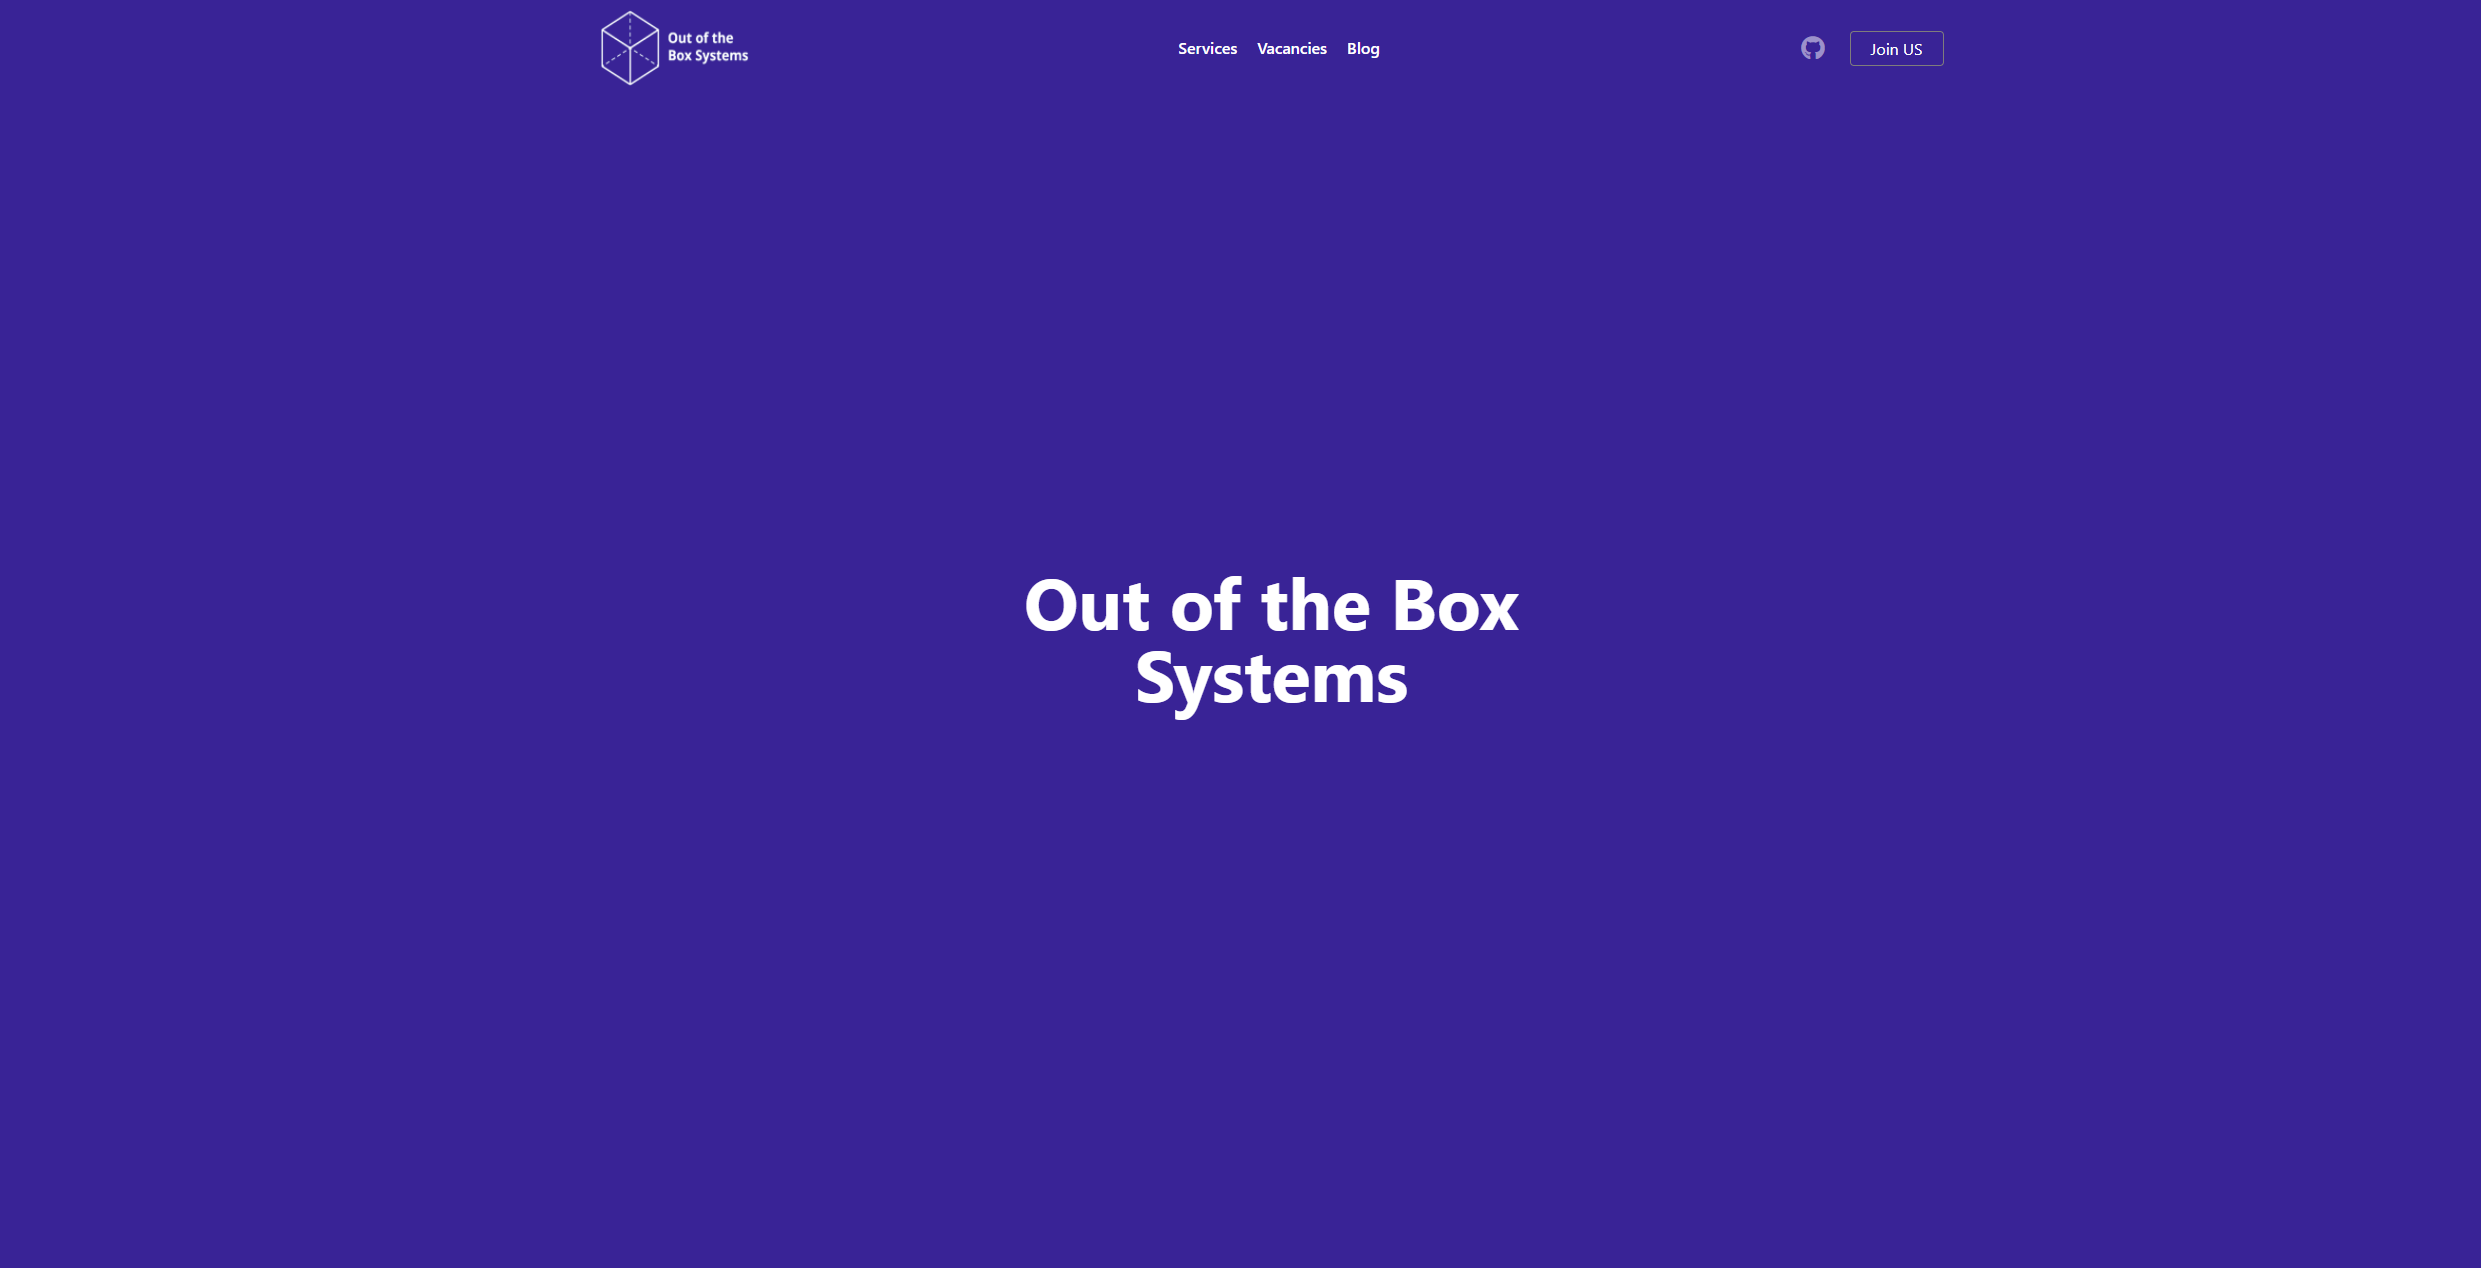 Out of the
Box Systems
Services Vacancies Blog
Join US
Out of the Box
Systems